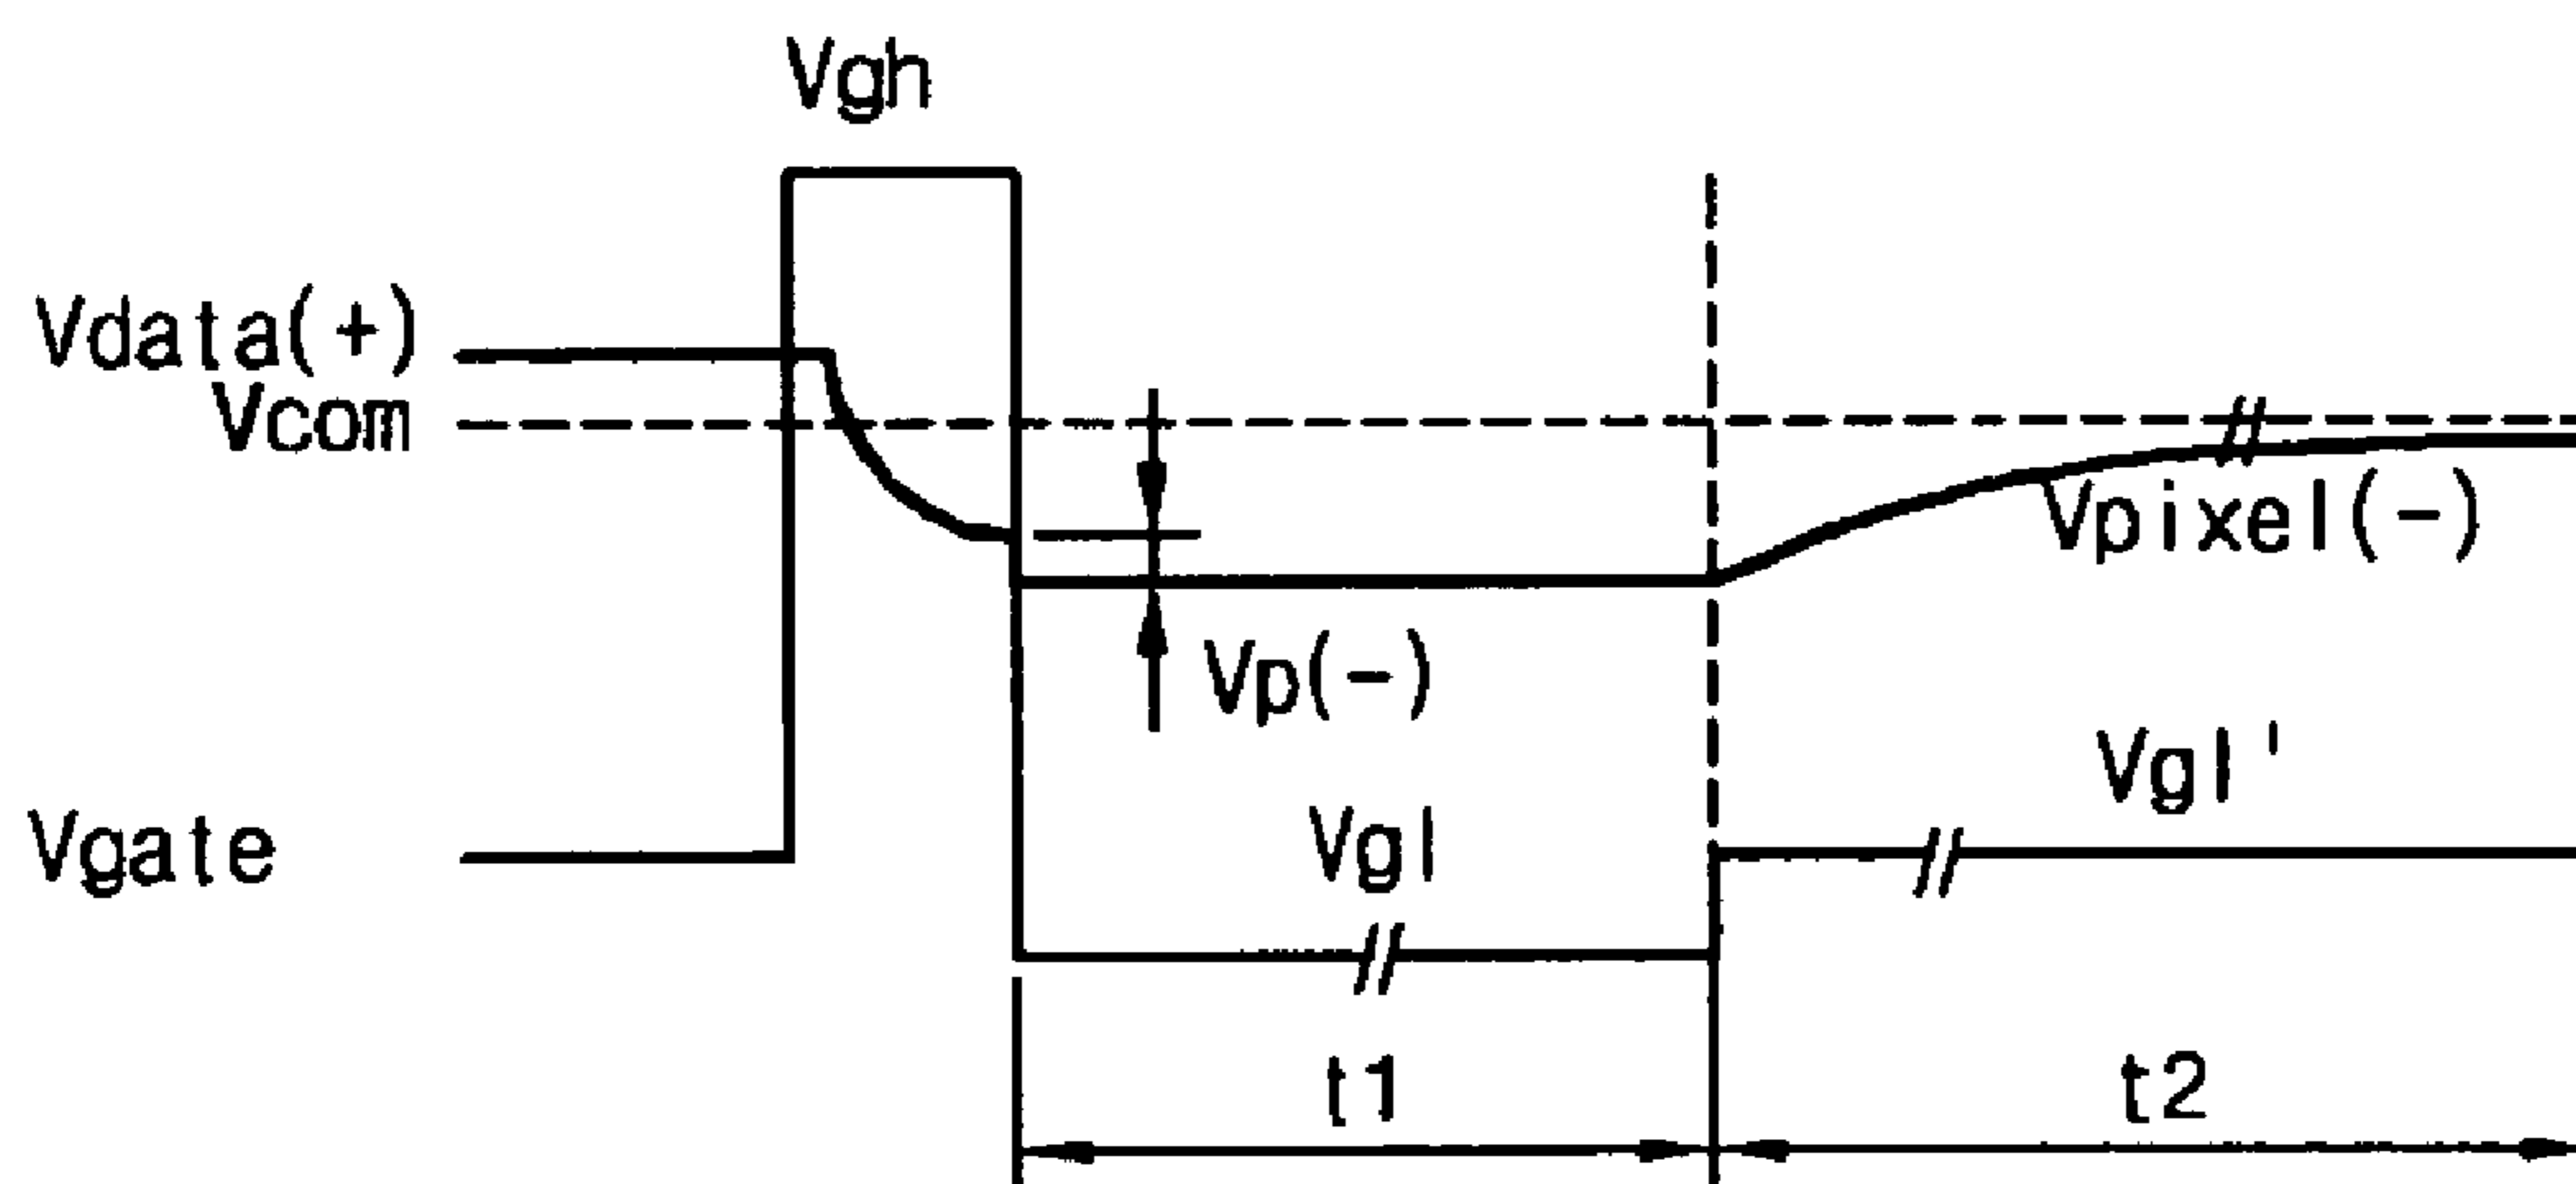 Vgh
Vdata(+)
Vcom
Vpixel(-)
Vp(-)
Vgl'
Vgl
Vgate
t1
t2